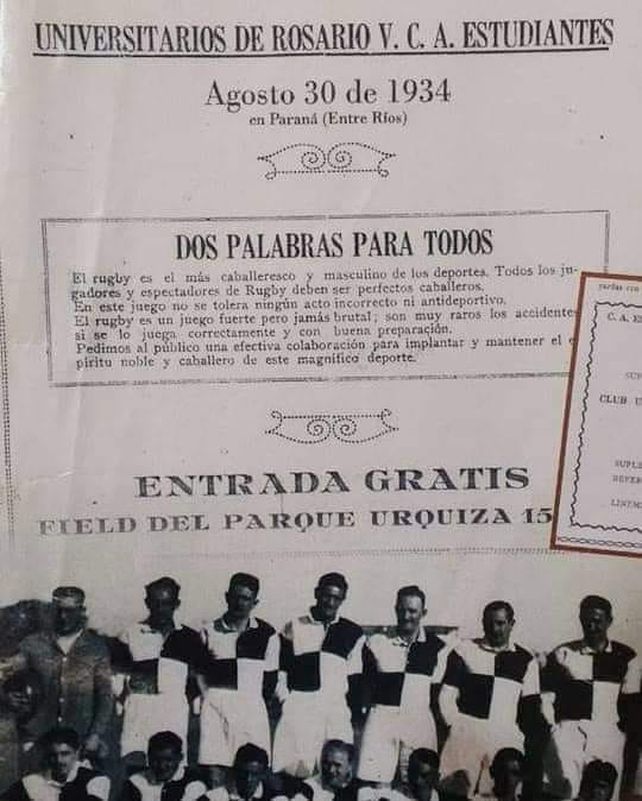 UNIVERSITARIOS DE ROSARIO V. C. A. ESTUDIANTES
Agosto 30 de 1934
en Paraná (Entre Ríos)
DOS PALABRAS PARA TODOS
El rugby es el más caballeresco y masculino de los deportes. Todos los ju-
gadores y espectadores de Rugby deben ser perfectos caballeros.
En este juego no se tolera ningún acto incorrecto ni antideportivo.
El rugby es un juego fuerte pero jamás brutal; son muy raros los accidente
si se lo juega correctamente y con buena preparación.
Pedimos al público una efectiva colaboración para implantar y mantener el
píritu noble y caballero de este magnífico deporte.
ENTRADA GRATIS
FIELD DEL PARQUE URQUIZA 15
C. A. ES
CLUB U
SUPLE
REFER